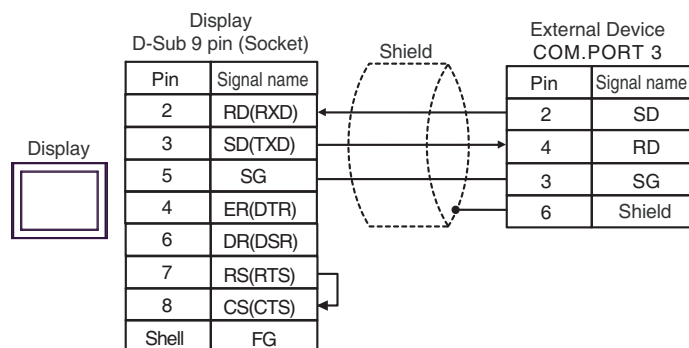 Display
D-Sub 9 pin (Socket)
Shield
External Device
COM.PORT 3
Display
Pin Signal name
2 RD(RXD)
3 SD(TXD)
5 SG
4 ER(DTR)
6 DR(DSR)
7 RS(RTS)
8 CS(CTS)
Shell FG
Pin Signal name
2 SD
4 RD
3 SG
6 Shield